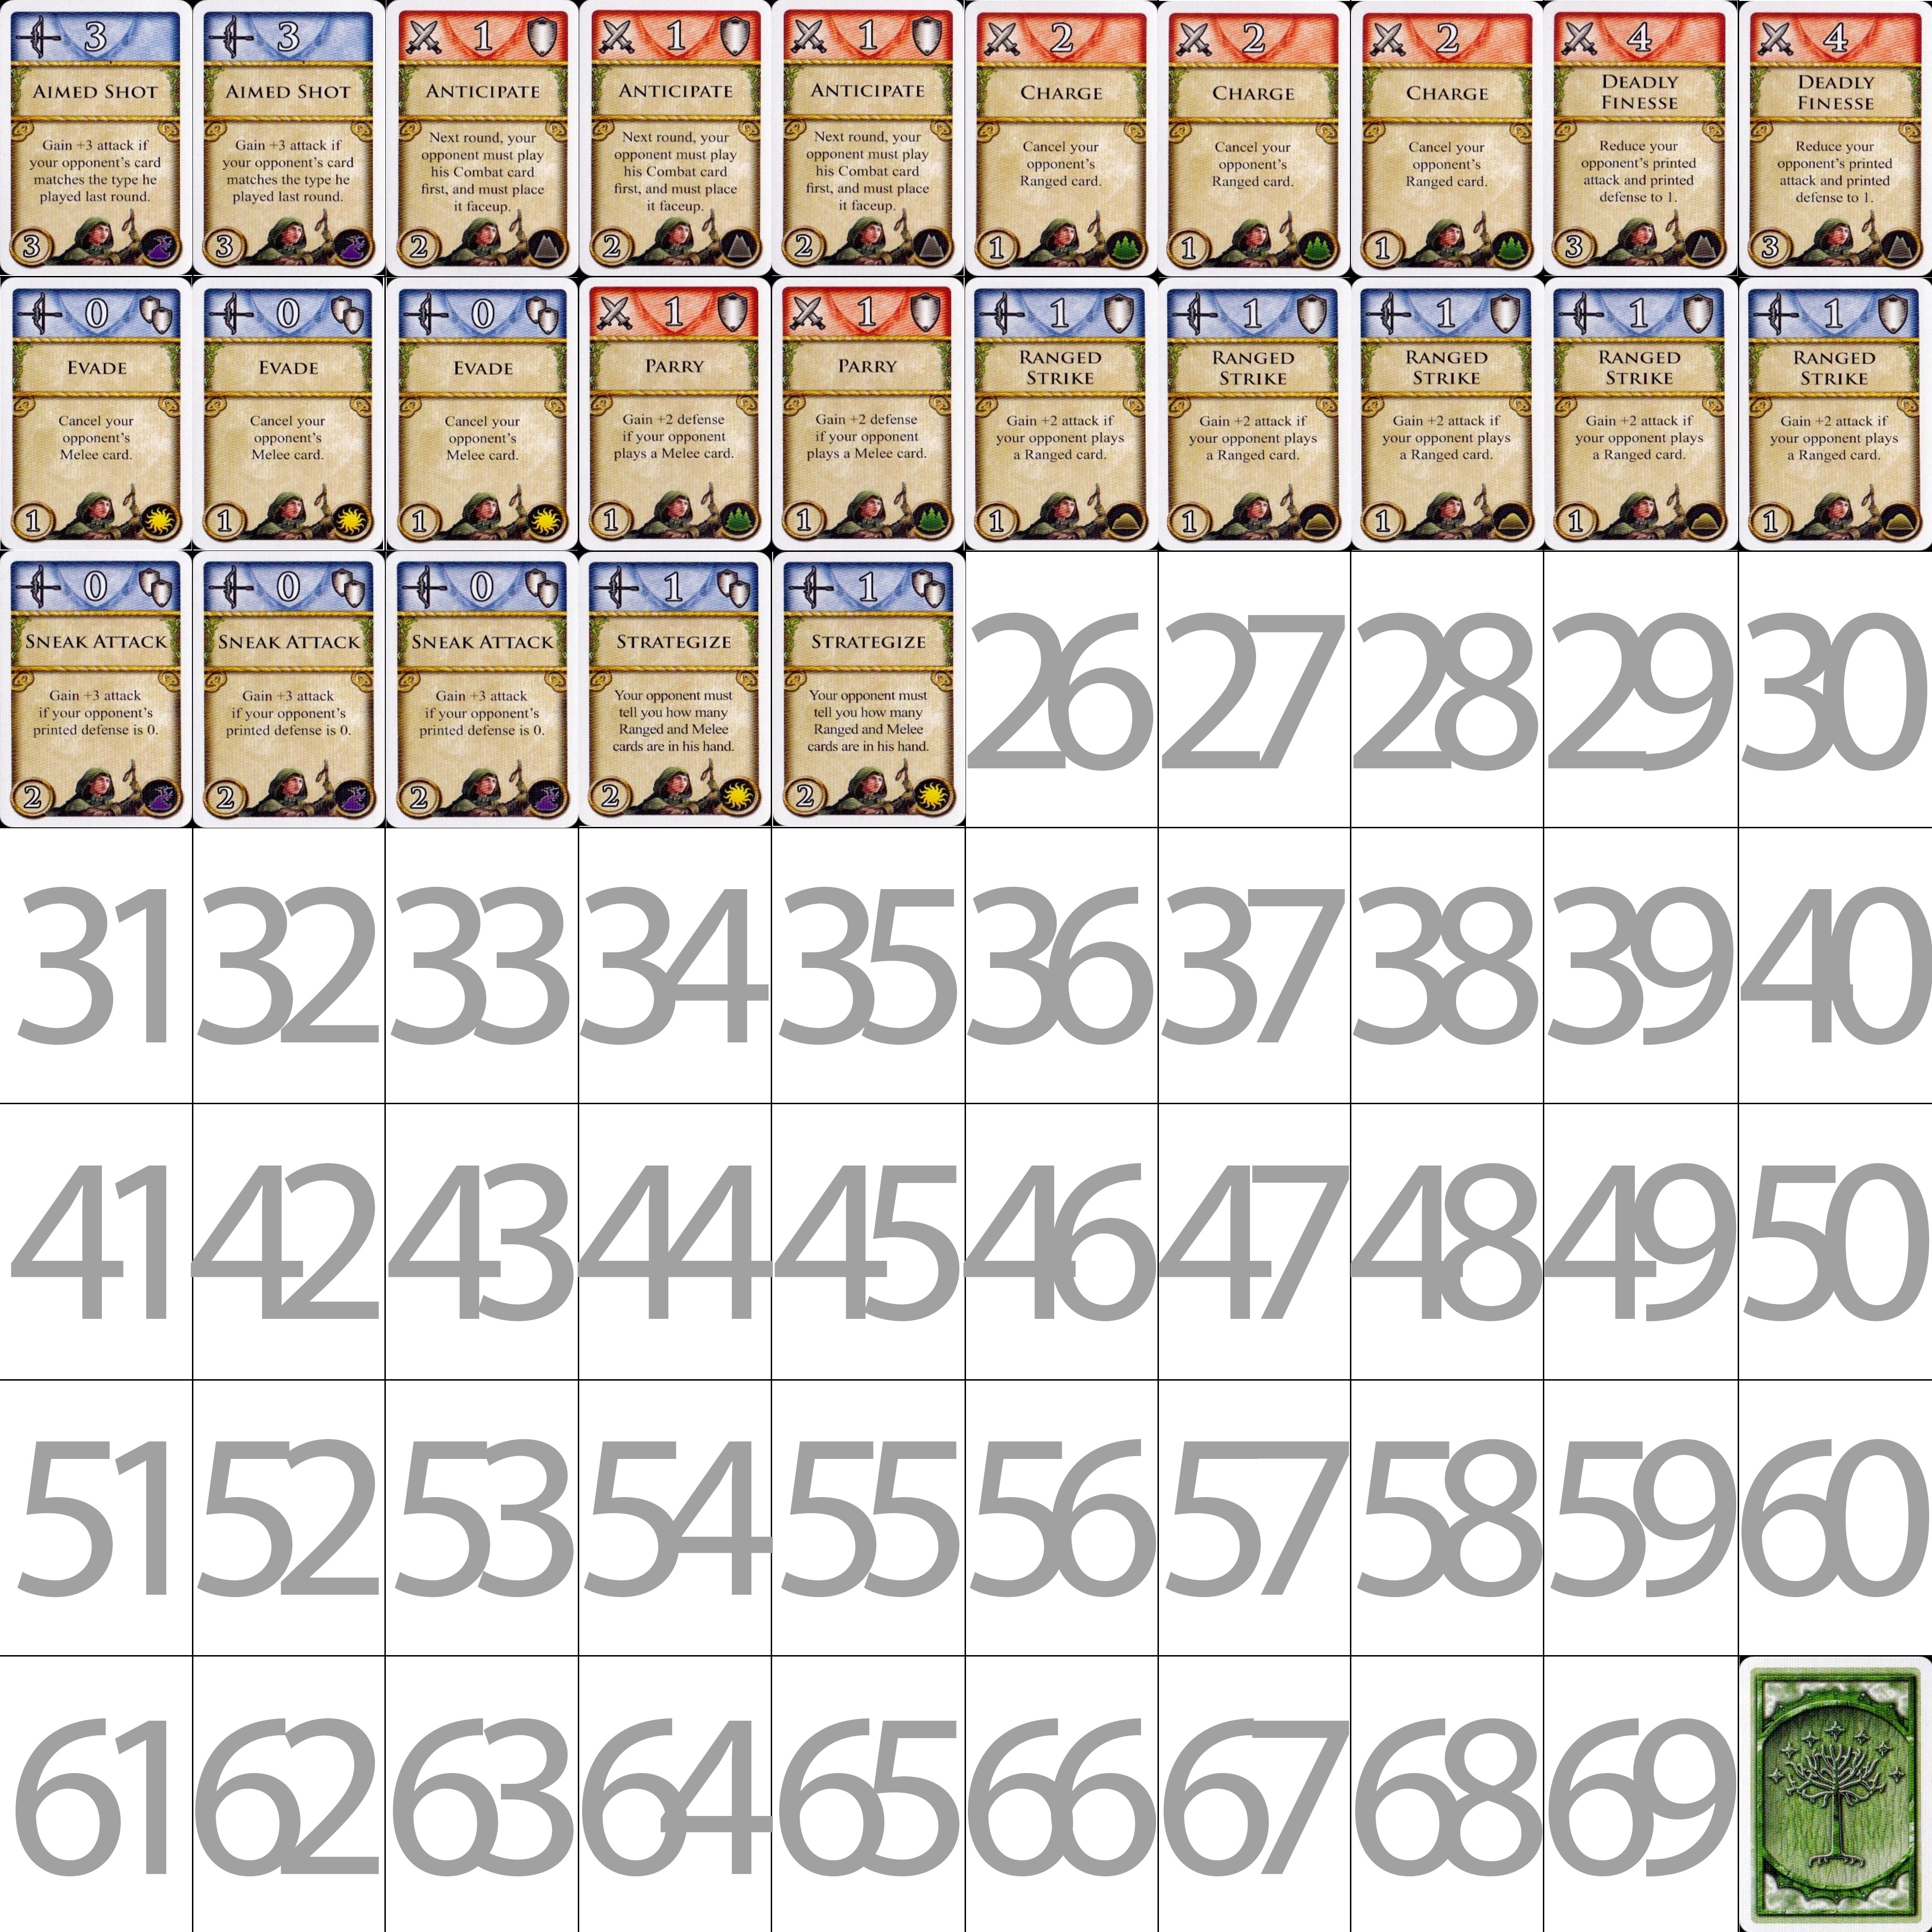 3
AIMED SHOT
Gain +3 attack if
your opponent's card
matches the type he
played last round.
3
3
AIMED SHOT
Gain +3 attack if
your opponent's card
matches the type he
played last round.
3
1
ANTICIPATE
Next round, your
opponent must play
his Combat card
first, and must place
it faceup.
2
1
ANTICIPATE
Next round, your
opponent must play
his Combat card
first, and must place
it faceup.
2
1
ANTICIPATE
Next round, your
opponent must play
his Combat card
first, and must place
it faceup.
2
2
CHARGE
Cancel your
opponent's
Ranged card.
1
2
CHARGE
Cancel your
opponent's
Ranged card.
1
2
CHARGE
Cancel your
opponent's
Ranged card.
1
4
DEADLY
FINESSE
Reduce your
opponent's printed
attack and printed
defense to 1.
3
4
DEADLY
FINESSE
Reduce your
opponent's printed
attack and printed
defense to 1.
3
0
EVADE
Cancel your
opponent's
Melee card.
1
0
EVADE
Cancel your
opponent's
Melee card.
1
0
EVADE
Cancel your
opponent's
Melee card.
1
1
PARRY
Gain +2 defense
if your opponent
plays a Melee card.
1
1
PARRY
Gain +2 defense
if your opponent
plays a Melee card.
1
1
RANGED
STRIKE
Gain +2 attack if
your opponent plays
a Ranged card.
1
1
RANGED
STRIKE
Gain +2 attack if
your opponent plays
a Ranged card.
1
1
RANGED
STRIKE
Gain +2 attack if
your opponent plays
a Ranged card.
1
1
RANGED
STRIKE
Gain +2 attack if
your opponent plays
a Ranged card.
1
1
RANGED
STRIKE
Gain +2 attack if
your opponent plays
a Ranged card.
1
0
SNEAK ATTACK
Gain +3 attack
if your opponent's
printed defense is 0.
2
0
SNEAK ATTACK
Gain +3 attack
if your opponent's
printed defense is 0.
2
0
SNEAK ATTACK
Gain +3 attack
if your opponent's
printed defense is 0.
2
1
STRATEGIZE
Your opponent must
tell you how many
Ranged and Melee
cards are in his hand.
2
1
STRATEGIZE
Your opponent must
tell you how many
Ranged and Melee
cards are in his hand.
2
26
27
28
29
30
31
32
33
34
35
36
37
38
39
40
41
42
43
44
45
46
47
48
49
50
51
52
53
54
55
56
57
58
59
60
61
62
63
64
65
66
67
68
69